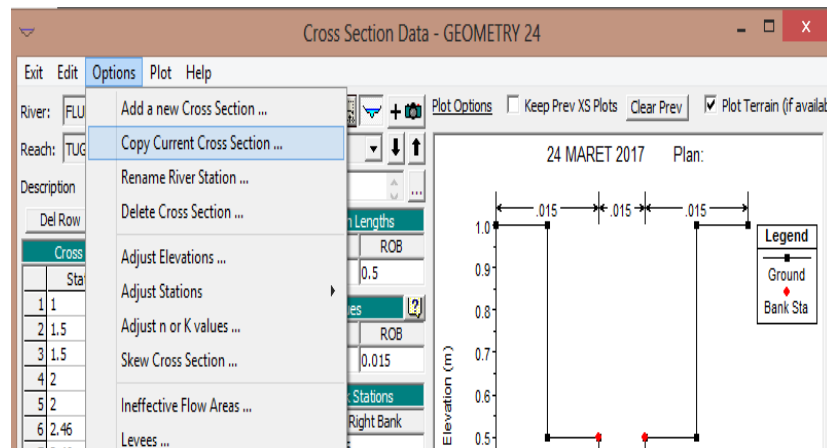 Cross Section Data - GEOMETRY 24
Exit Edit Options Plot Help
River: FLU
Add a new Cross Section ...
Plot Options Keep Prev XS Plots Clear Prev Plot Terrain (if availab
Reach: TUG
Copy Current Cross Section ...
Description
Rename River Station ...
Del Row
Delete Cross Section ...
Lengths
Cross
ROB
Sta
Adjust Elevations ...
0.5
1 1
Adjust Stations
2 1.5
Adjust n or K values ...
ROB
3 1.5
Skew Cross Section ...
0.015
4 2
5 2
Ineffective Flow Areas ...
Stations
6 2.46
Levees ...
Right Bank
24 MARET 2017 Plan:
.015 .015 .015
1.0
0.9
0.8
0.7
0.6
0.5
Elevation (m)
Legend
Ground
Bank Sta